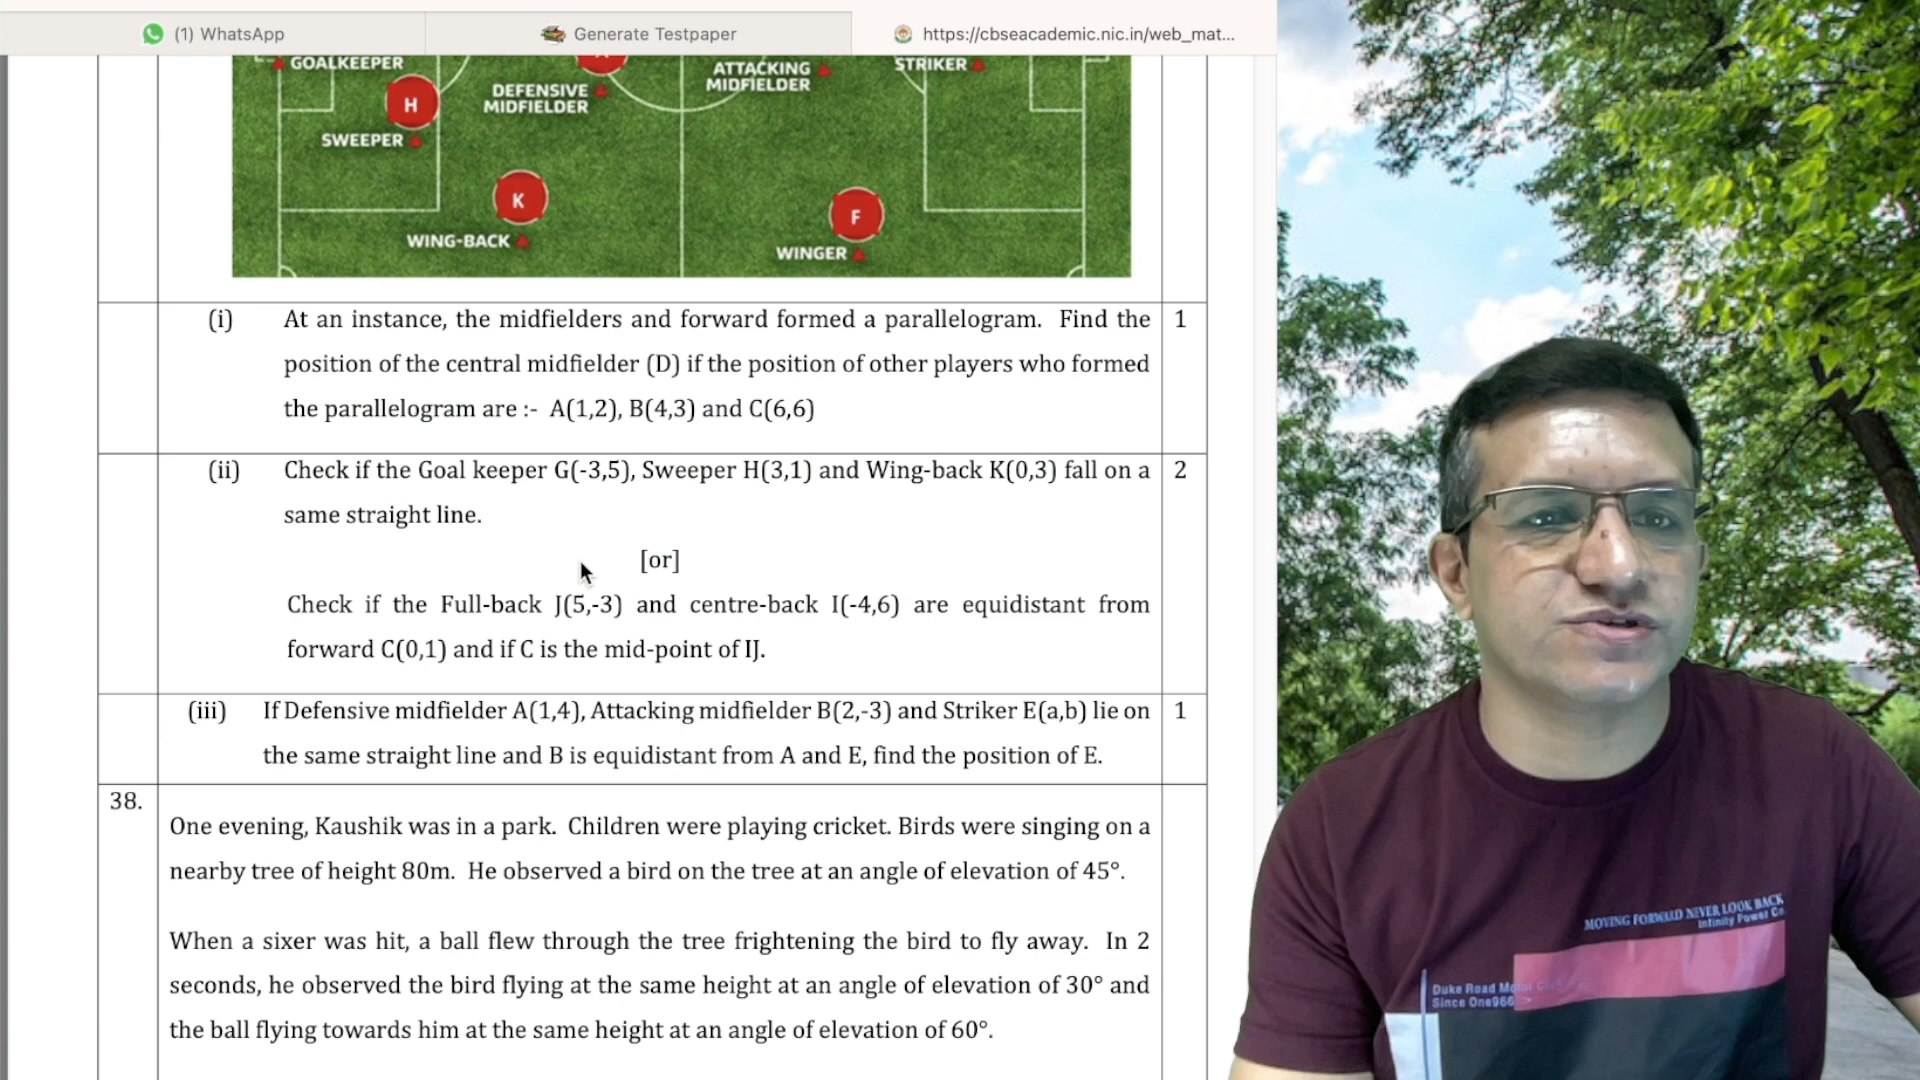 (1) WhatsApp
Generate Testpaper
https://cbseacademic.nic.in/web_mat...
GOALKEEPER
H
SWEEPER
DEFENSIVE
MIDFIELDER
ATTACKING
MIDFIELDER
STRIKER
K
WING-BACK
F
WINGER
(i) At an instance, the midfielders and forward formed a parallelogram. Find the 1
position of the central midfielder (D) if the position of other players who formed
the parallelogram are :- A(1,2), B(4,3) and C(6,6)
(ii) Check if the Goal keeper G(-3,5), Sweeper H(3,1) and Wing-back K(0,3) fall on a 2
same straight line.
[or]
Check if the Full-back J(5,-3) and centre-back I(-4,6) are equidistant from
forward C(0,1) and if C is the mid-point of IJ.
(iii) If Defensive midfielder A(1,4), Attacking midfielder B(2,-3) and Striker E(a,b) lie on 1
the same straight line and B is equidistant from A and E, find the position of E.
38.
One evening, Kaushik was in a park. Children were playing cricket. Birds were singing on a
nearby tree of height 80m. He observed a bird on the tree at an angle of elevation of 45°.
When a sixer was hit, a ball flew through the tree frightening the bird to fly away. In 2
seconds, he observed the bird flying at the same height at an angle of elevation of 30° and
the ball flying towards him at the same height at an angle of elevation of 60°.
MOVING FORWARD NEVER LOOK BACK
Infinity Power Co.
Duke Road
Since One966